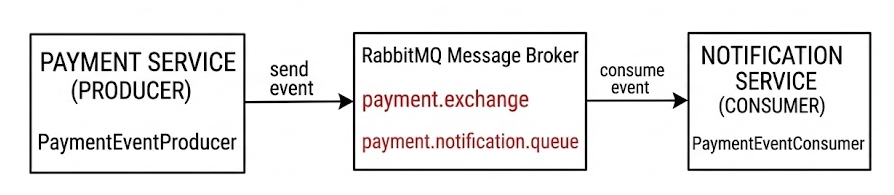 PAYMENT SERVICE
(PRODUCER)
PaymentEventProducer
send
event
RabbitMQ Message Broker
payment.exchange
payment.notification.queue
consume
event
NOTIFICATION
SERVICE
(CONSUMER)
PaymentEventConsumer